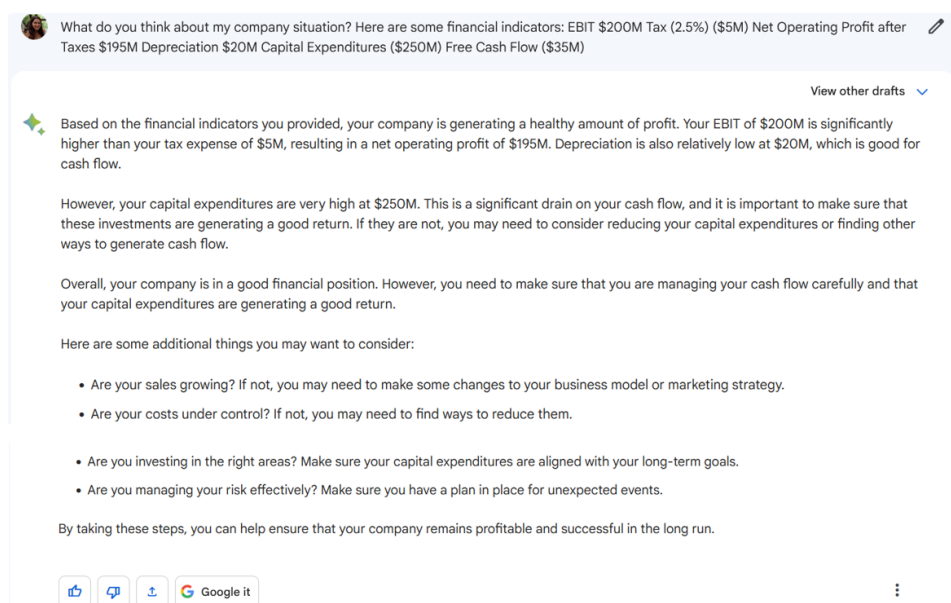 What do you think about my company situation? Here are some financial indicators: EBIT $200M Tax (2.5%) ($5M) Net Operating Profit after
Taxes $195M Depreciation $20M Capital Expenditures ($250M) Free Cash Flow ($35M)
View other drafts
Based on the financial indicators you provided, your company is generating a healthy amount of profit. Your EBIT of $200M is significantly
higher than your tax expense of $5M, resulting in a net operating profit of $195M. Depreciation is also relatively low at $20M, which is good for
cash flow.
However, your capital expenditures are very high at $250M. This is a significant drain on your cash flow, and it is important to make sure that
these investments are generating a good return. If they are not, you may need to consider reducing your capital expenditures or finding other
ways to generate cash flow.
Overall, your company is in a good financial position. However, you need to make sure that you are managing your cash flow carefully and that
your capital expenditures are generating a good return.
Here are some additional things you may want to consider:
• Are your sales growing? If not, you may need to make some changes to your business model or marketing strategy.
• Are your costs under control? If not, you may need to find ways to reduce them.
• Are you investing in the right areas? Make sure your capital expenditures are aligned with your long-term goals.
• Are you managing your risk effectively? Make sure you have a plan in place for unexpected events.
By taking these steps, you can help ensure that your company remains profitable and successful in the long run.
G Google it